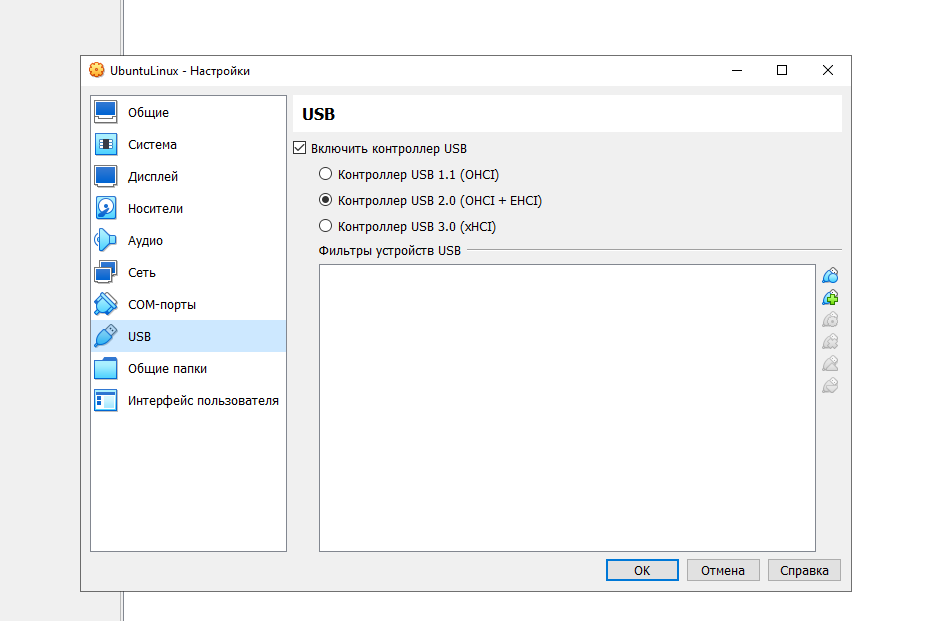 UbuntuLinux - Настройки
Общие
Система
Дисплей
Носители
Аудио
Сеть
COM-порты
USB
Общие папки
Интерфейс пользователя
USB
Включить контроллер USB
Контроллер USB 1.1 (OHCI)
Контроллер USB 2.0 (OHCI + EHCI)
Контроллер USB 3.0 (xHCI)
Фильтры устройств USB
OK
Отмена
Справка